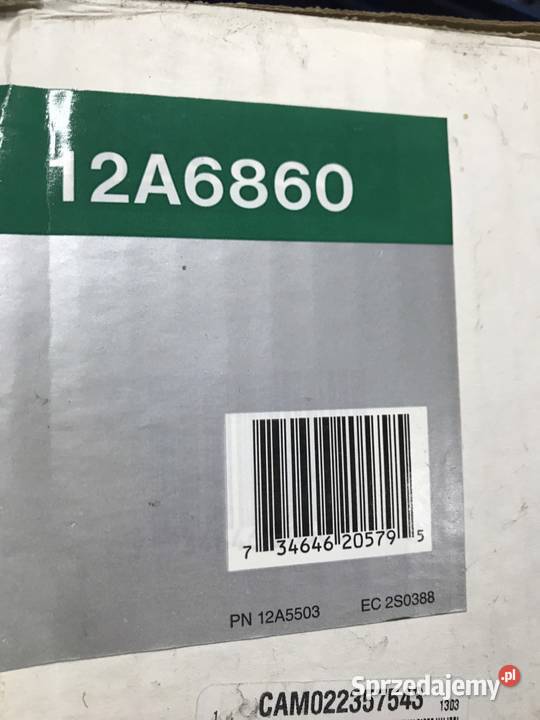 12A6860
7 34646 20579 5
PN 12A5503 EC 2S0388
CAM022357543 1303
Sprzedajemy.pl